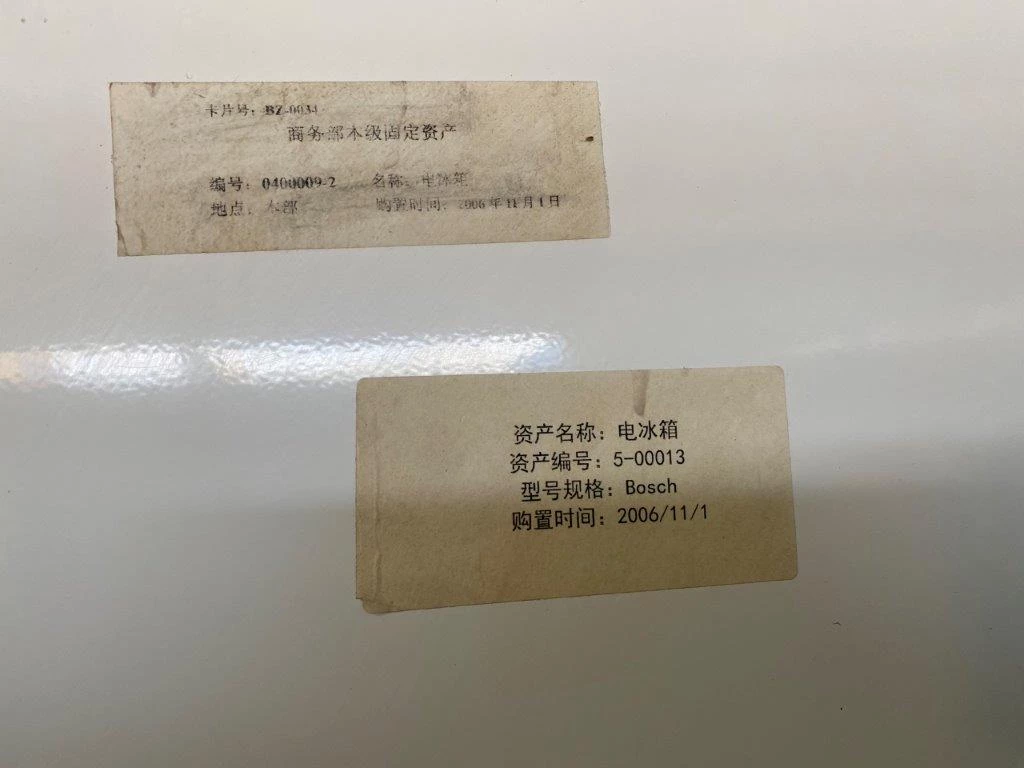 卡片号：BZ-0034
商务部本级固定资产
编号：0400009-2 名称：电冰箱
地点：本部 购置时间：2006年11月1日
资产名称：电冰箱
资产编号：5-00013
型号规格：Bosch
购置时间：2006/11/1